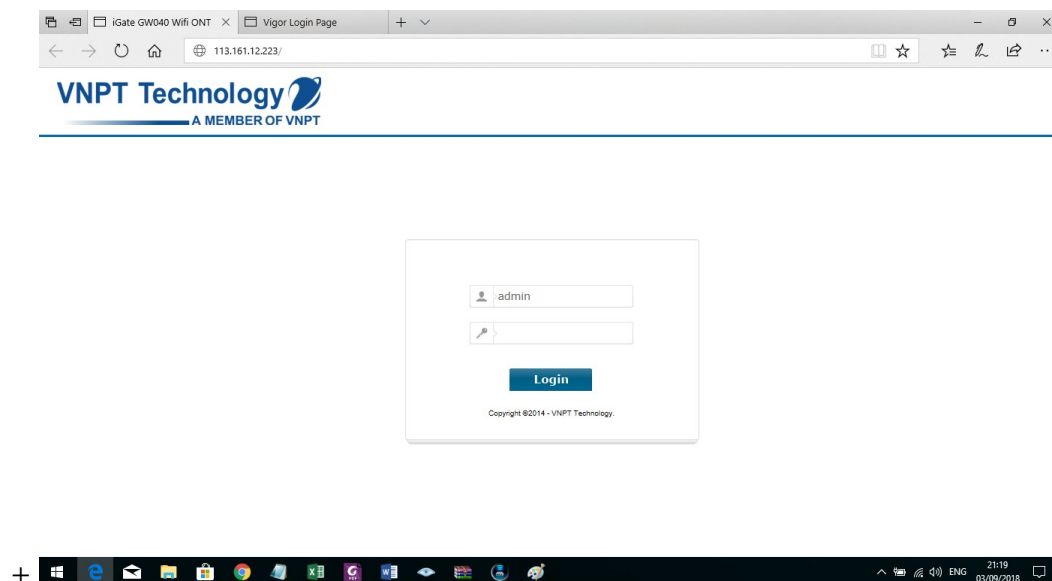 iGate GW040 Wifi ONT
Vigor Login Page
113.161.12.223/
VNPT Technology
A MEMBER OF VNPT
admin
Login
Copyright ©2014 - VNPT Technology.
ENG
21:19
03/09/2018